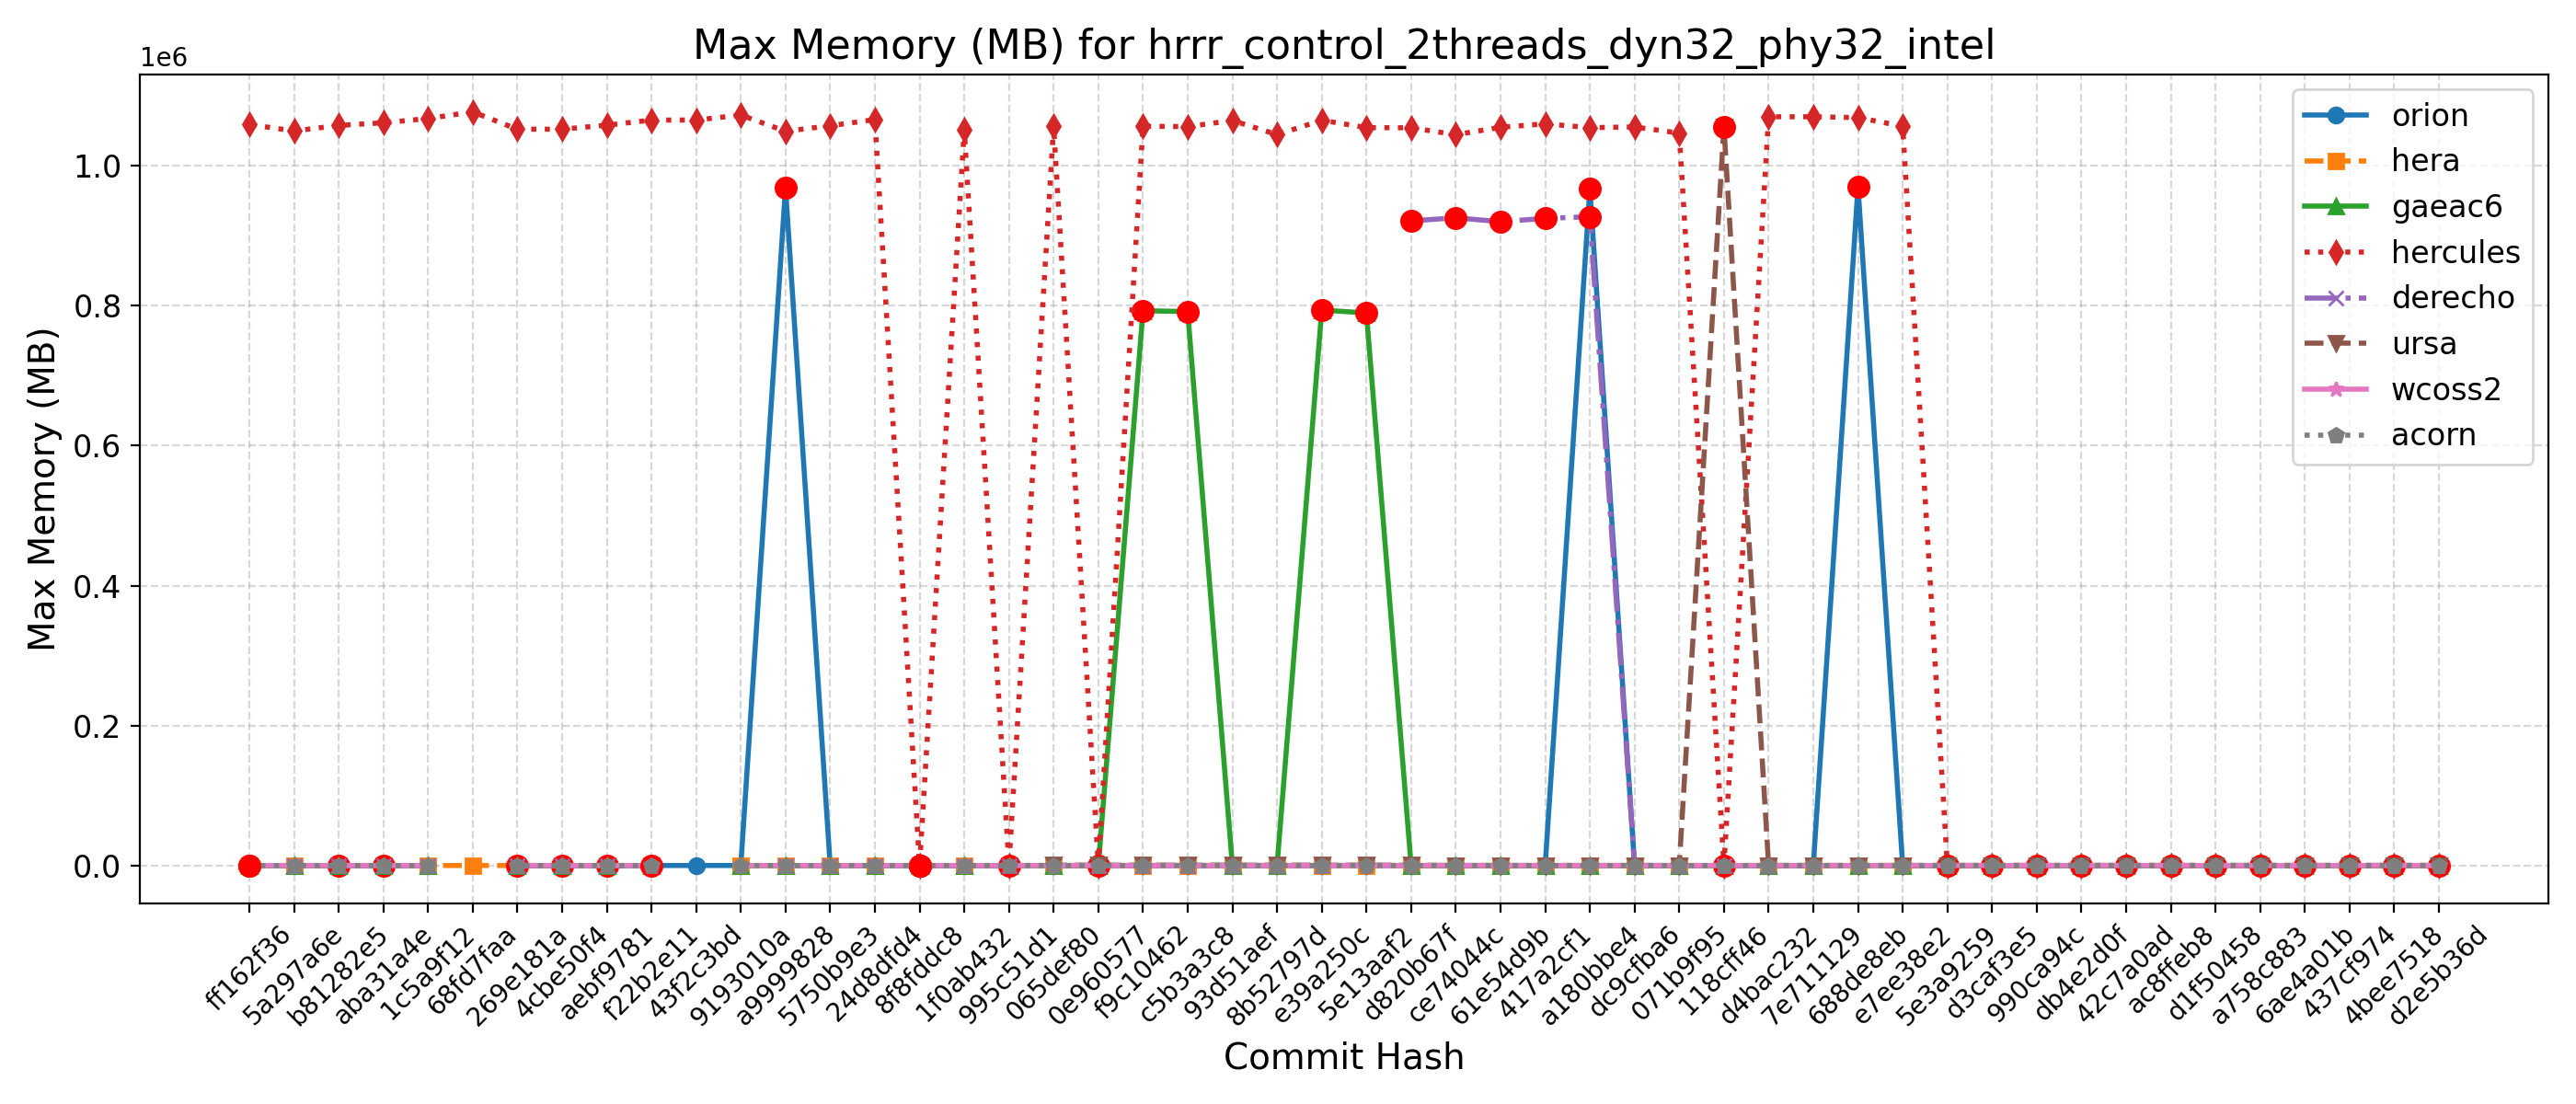 Max Memory (MB) for hrrr_control_2threads_dyn32_phy32_intel
1e6
Max Memory (MB)
1.0
0.8
0.6
0.4
0.2
0.0
orion
hera
gaeac6
hercules
derecho
ursa
wcoss2
acorn
ff162f36
5a297a6e
b81282e5
aba31a4e
1c5a9f12
68fd7faa
269e181a
4cbe50f4
aebf9781
f22b2e11
43f2c3bd
9193010a
a9999828
5750b9e3
24d8dfd4
8f8fddc8
1f0ab432
995c51d1
065def80
0e960577
f9c10462
c5b3a3c8
93d51aef
8b52797d
e39a250c
5e13aaf2
d820b67f
ce74044c
61e54d9b
417a2cf1
a180bbe4
dc9cfba6
071b9f95
118cff46
d4bac232
7e711129
688de8eb
e7ee38e2
5e3a9259
d3caf3e5
990ca94c
db4e2d0f
42c7a0ad
ac8ffeb8
d1f50458
a758c883
6ae4a01b
437cf974
4bee7518
d2e5b36d
Commit Hash